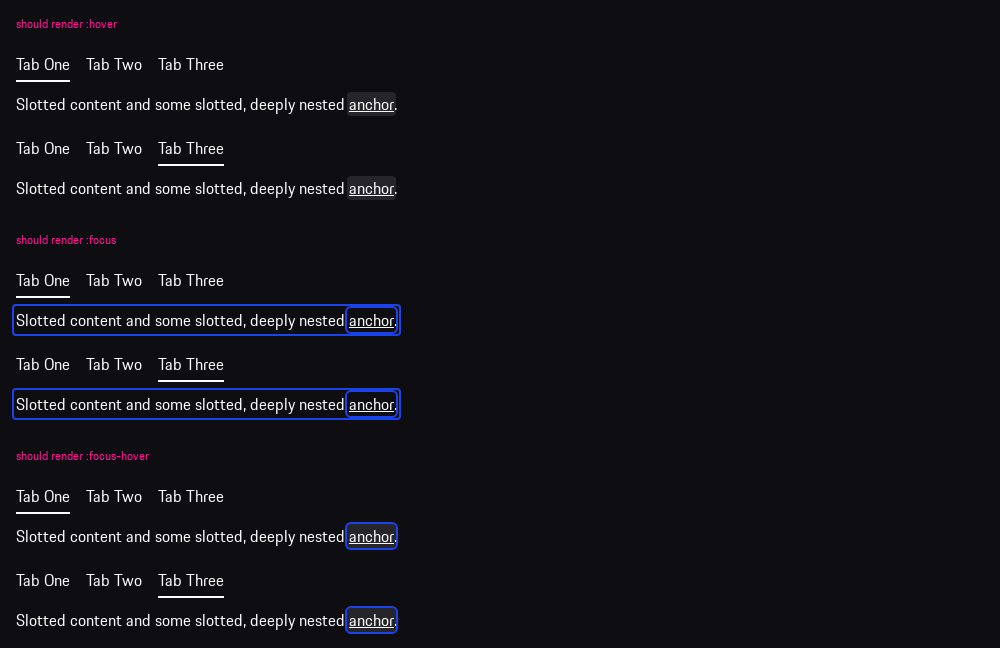 should render :hover
Tab One Tab Two Tab Three
Slotted content and some slotted, deeply nested anchor.
Tab One Tab Two Tab Three
Slotted content and some slotted, deeply nested anchor.
should render :focus
Tab One Tab Two Tab Three
Slotted content and some slotted, deeply nested anchor.
Tab One Tab Two Tab Three
Slotted content and some slotted, deeply nested anchor.
should render :focus-hover
Tab One Tab Two Tab Three
Slotted content and some slotted, deeply nested anchor.
Tab One Tab Two Tab Three
Slotted content and some slotted, deeply nested anchor.